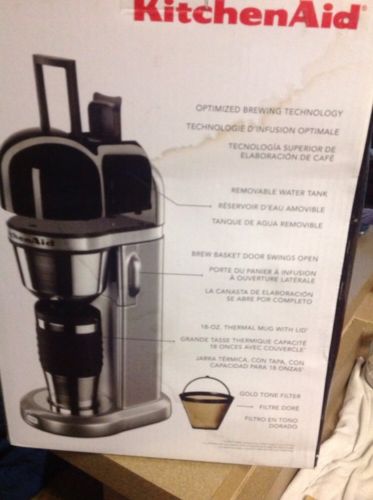 KitchenAid
OPTIMIZED BREWING TECHNOLOGY
TECHNOLOGIE D'INFUSION OPTIMALE
TECNOLOGÍA SUPERIOR DE
ELABORACIÓN DE CAFÉ
REMOVABLE WATER TANK
RÉSERVOIR D'EAU AMOVIBLE
TANQUE DE AGUA REMOVIBLE
KitchenAid
BREW BASKET DOOR SWINGS OPEN
PORTE DU PANIER À INFUSION
À OUVERTURE LATÉRALE
LA CANASTA DE ELABORACIÓN
SE ABRE POR COMPLETO
18-OZ. THERMAL MUG WITH LID
GRANDE TASSE THERMIQUE CAPACITÉ
18 ONCES AVEC COUVERCLE
JARRA TÉRMICA, CON TAPA, CON
CAPACIDAD PARA 18 ONZAS
GOLD TONE FILTER
FILTRE DORÉ
FILTRO EN TONO
DORADO